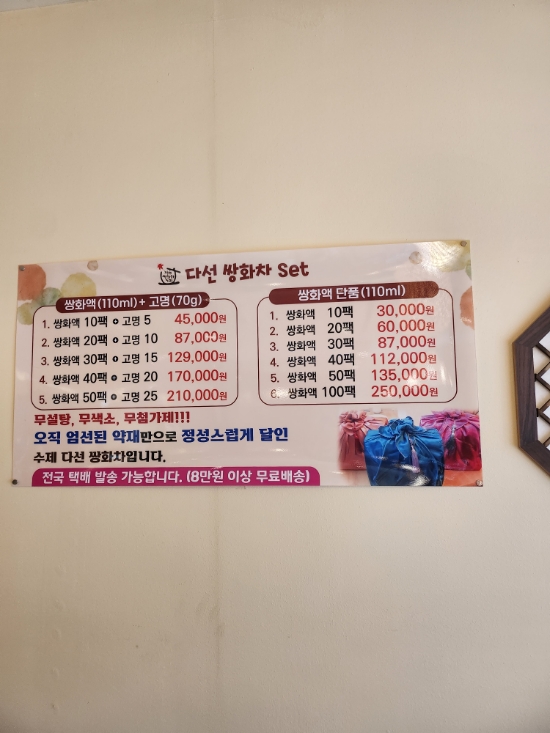 다선 쌍화차 Set
쌍화액(110ml)+ 고명(70g)
1. 쌍화액 10팩 + 고명 5 45,000원
2. 쌍화액 20팩 + 고명 10 87,000원
3. 쌍화액 30팩 + 고명 15 129,000원
4. 쌍화액 40팩 + 고명 20 170,000원
5. 쌍화액 50팩 + 고명 25 210,000원
쌍화액 단품(110ml)
1. 쌍화액 10팩 30,000원
2. 쌍화액 20팩 60,000원
3. 쌍화액 30팩 87,000원
4. 쌍화액 40팩 112,000원
5. 쌍화액 50팩 135,000원
6. 쌍화액 100팩 250,000원
무설탕, 무색소, 무첨가제!!!
오직 엄선된 약재만으로 정성스럽게 달인
수제 다선 쌍화차입니다.
전국 택배 발송 가능합니다. (8만원 이상 무료배송)